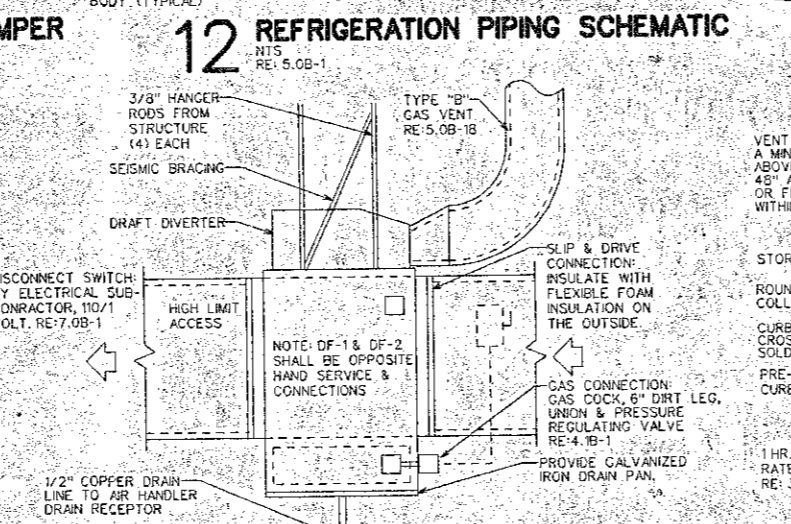 BODY (TYPICAL)
MPER
12 REFRIGERATION PIPING SCHEMATIC
NTS
RE: 5.0B-1
3/8" HANGER
RODS FROM
STRUCTURE
(4) EACH
SEISMIC BRACING
DRAFT DIVERTER
TYPE "B"
GAS VENT
RE:5.0B-18
ISCONNECT SWITCH:
Y ELECTRICAL SUB-
ONRACTOR, 110/1
OLT. RE:7.0B-1
HIGH LIMIT
ACCESS
NOTE: DF-1 & DF-2
SHALL BE OPPOSITE
HAND SERVICE &
CONNECTIONS
SLIP & DRIVE
CONNECTION:
INSULATE WITH
FLEXIBLE FOAM
INSULATION ON
THE OUTSIDE.
GAS CONNECTION:
GAS COCK, 6" DIRT LEG,
UNION & PRESSURE
REGULATING VALVE
RE:4.1B-1
PROVIDE GALVANIZED
IRON DRAIN PAN.
1/2" COPPER DRAIN
LINE TO AIR HANDLER
DRAIN RECEPTOR
VENT
A MIN
ABOVE
48" A
OR F
WITHI
STOR
ROUN
COLL
CURB
CROS
SOLD
PRE-
CURB
1 HR.
RATE
RE: